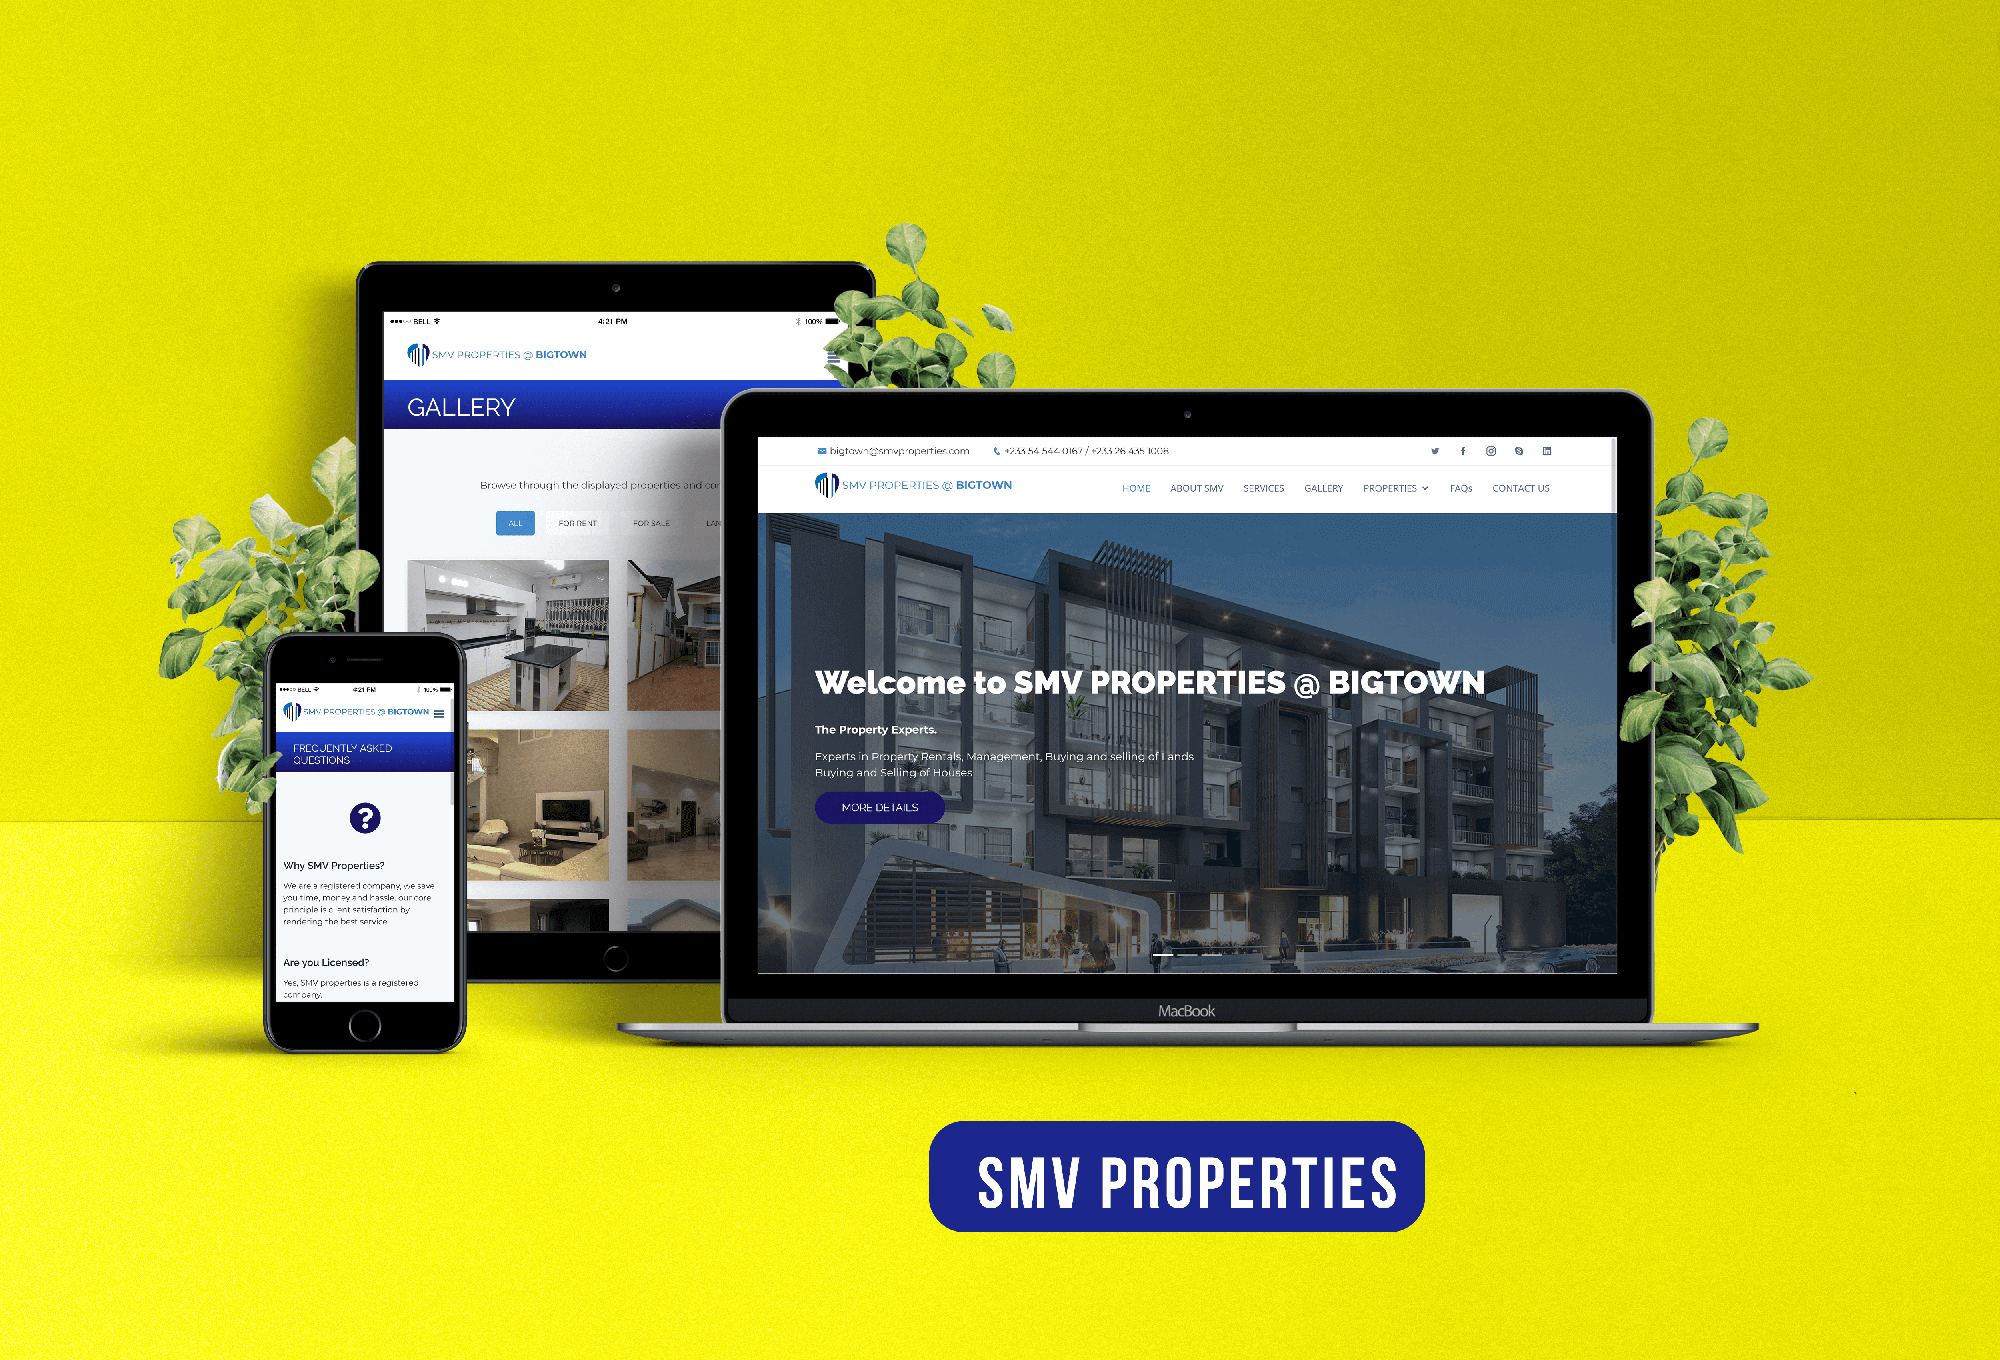 BELL 4:21 PM 100%
SMV PROPERTIES @ BIGTOWN
GALLERY
Browse through the displayed properties and
ALL FOR RENT FOR SALE
bigtown@smvproperties.com +233 54 544 0167 / +233 26 435 1008
SMV PROPERTIES @ BIGTOWN
HOME ABOUT SMV SERVICES GALLERY PROPERTIES FAQs CONTACT US
Welcome to SMV PROPERTIES @ BIGTOWN
The Property Experts.
Experts in Property Rentals, Management, Buying and selling of Lands
Buying and Selling of Houses
MORE DETAILS
MacBook
BELL 4:21 PM 100%
SMV PROPERTIES @ BIGTOWN
FREQUENTLY ASKED
QUESTIONS
?
Why SMV Properties?
We are a registered company, we save
you time, money and hassle, our core
principle is client satisfaction by
rendering the best service
Are you Licensed?
Yes, SMV properties is a registered
company.
SMV PROPERTIES